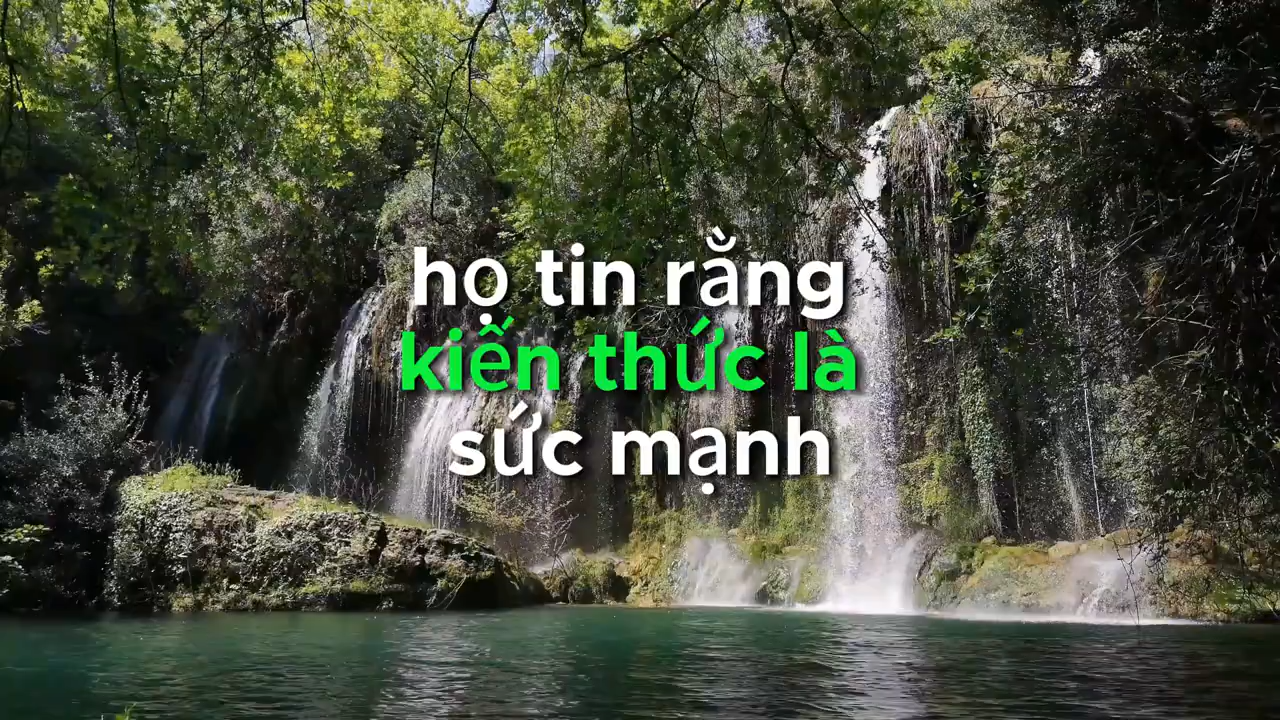 họ tin rằng
kiến thức là
sức mạnh